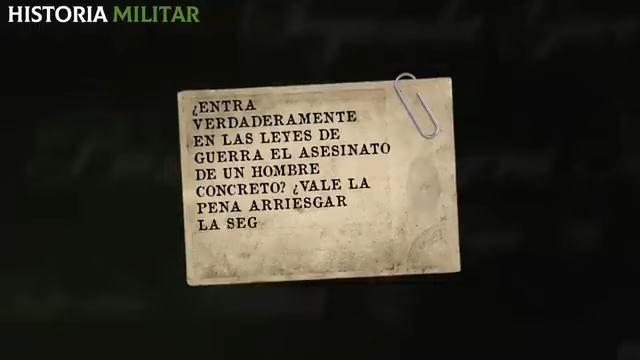 HISTORIA MILITAR
¿ENTRA
VERDADERAMENTE
EN LAS LEYES DE
GUERRA EL ASESINATO
DE UN HOMBRE
CONCRETO? ¿VALE LA
PENA ARRIESGAR
LA SEG